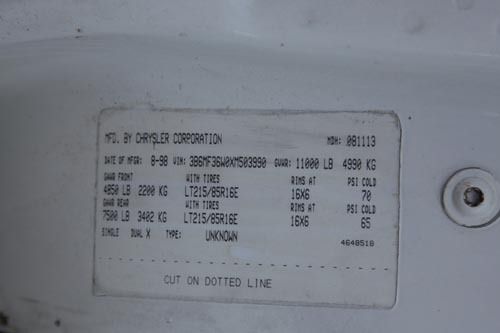 MFD. BY CHRYSLER CORPORATION MDH: 081113
DATE OF MFGR: 8-98 VIN: 3B6MF36W0XM503990 GVWR: 11000 LB 4990 KG
GAWR FRONT WITH TIRES RIMS AT PSI COLD
4850 LB 2200 KG LT215/85R16E 16X6 70
GAWR REAR WITH TIRES RIMS AT PSI COLD
7500 LB 3402 KG LT215/85R16E 16X6 65
SINGLE DUAL X TYPE: UNKNOWN
4648518
CUT ON DOTTED LINE